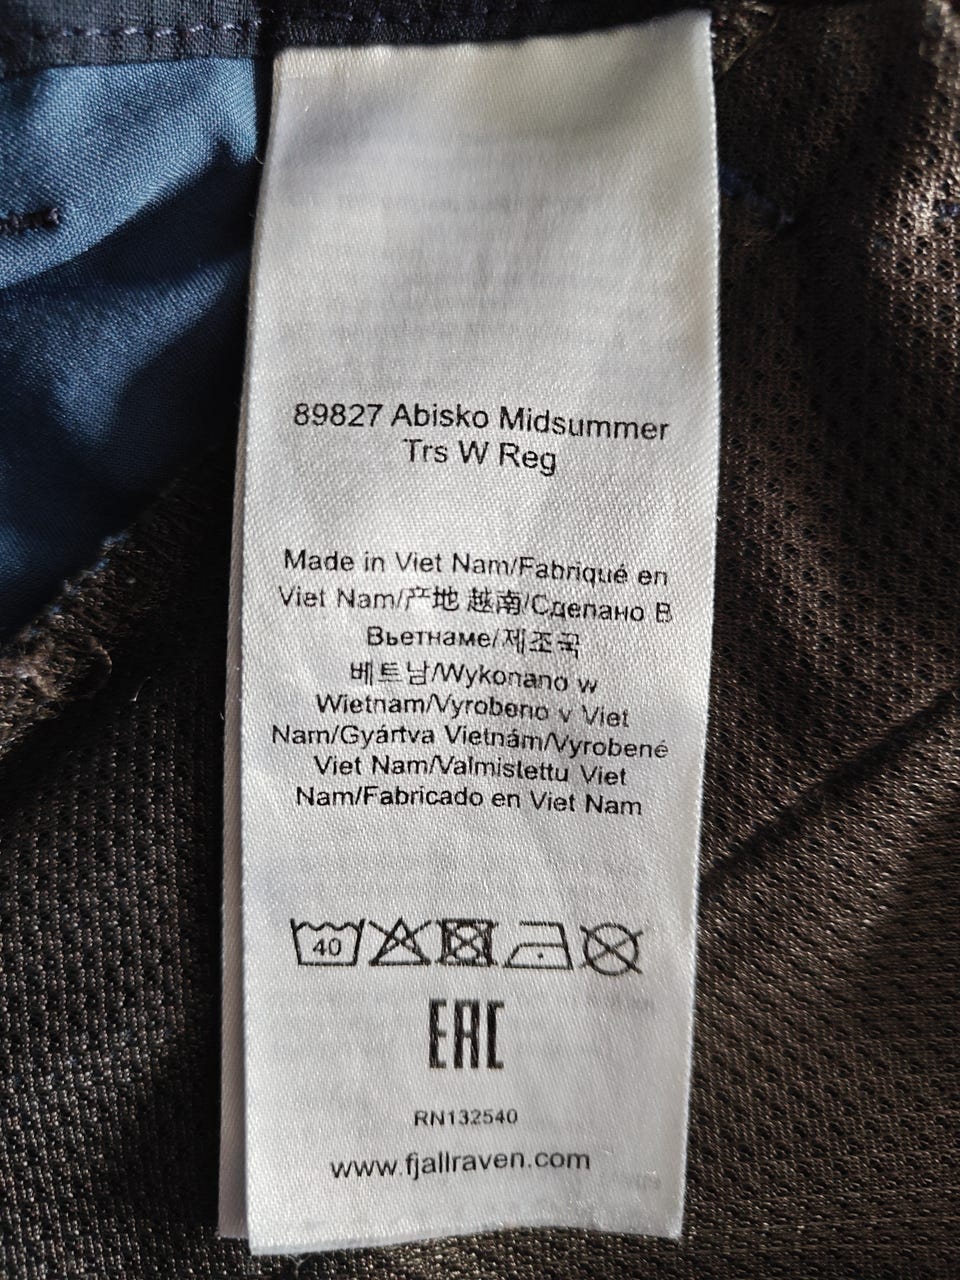 89827 Abisko Midsummer
Trs W Reg
Made in Viet Nam/Fabriqué en
Viet Nam/产地 越南/Сделано В
Вьетнаме/제조국
베트남/Wykonano w
Wietnam/Vyrobeno v Viet
Nam/Gyártva Vietnám/Vyrobené
Viet Nam/Valmistettu Viet
Nam/Fabricado en Viet Nam
40
EAC
RN132540
www.fjallraven.com